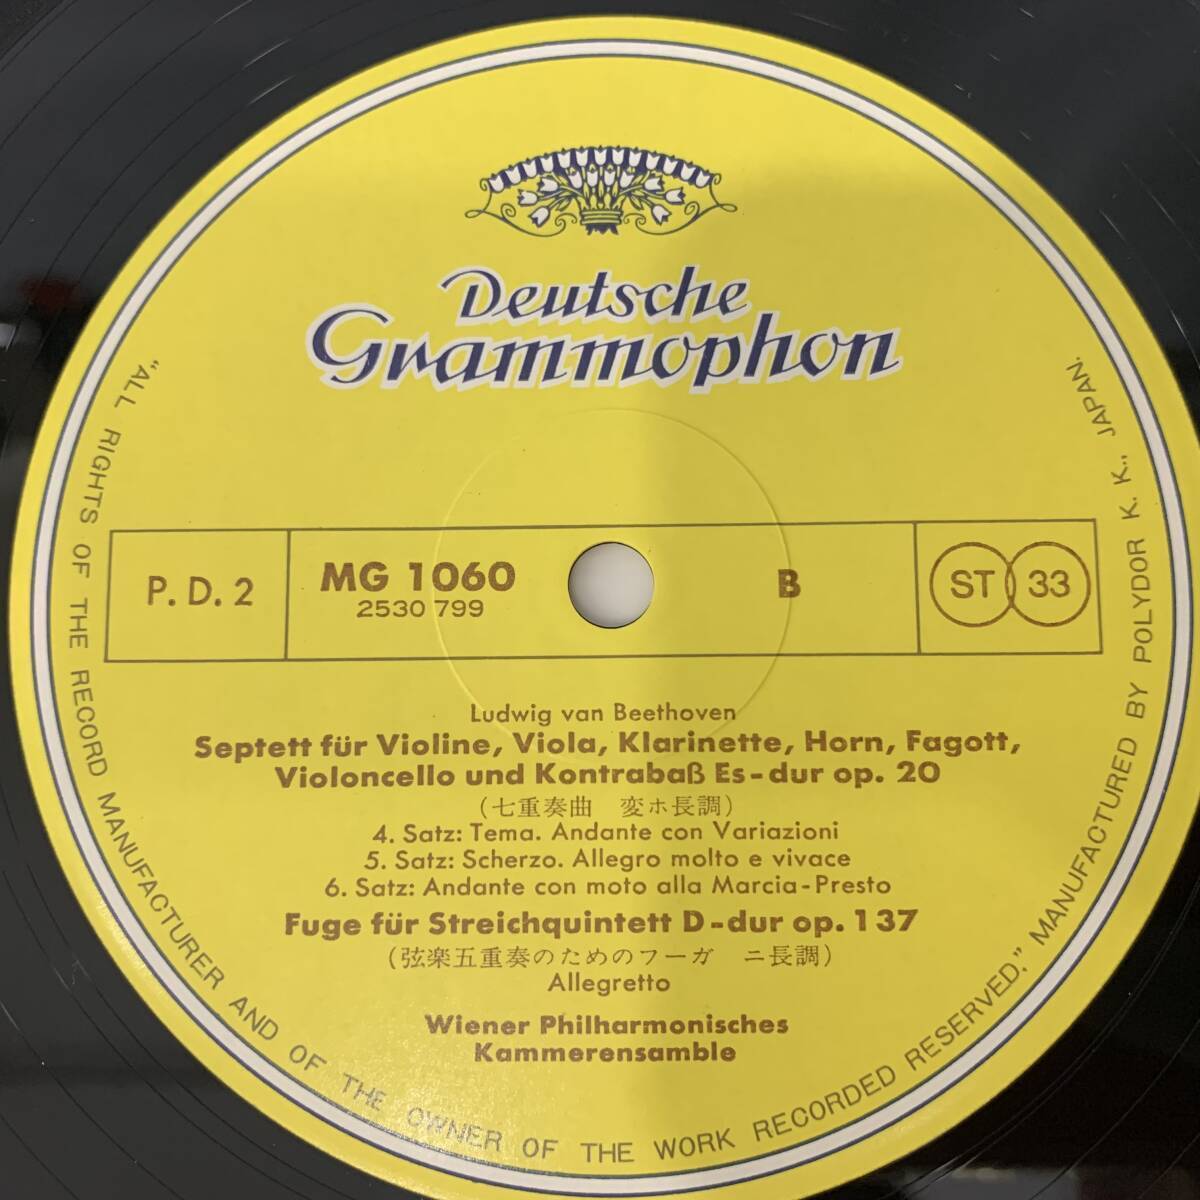 Deutsche
Grammophon
P. D. 2
MG 1060
2530 799
B
ST 33
Ludwig van Beethoven
Septett für Violine, Viola, Klarinette, Horn, Fagott,
Violoncello und Kontrabaß Es-dur op. 20
(七重奏曲　変ホ長調)
4. Satz: Tema. Andante con Variazioni
5. Satz: Scherzo. Allegro molto e vivace
6. Satz: Andante con moto alla Marcia-Presto
Fuge für Streichquintett D-dur op. 137
(弦楽五重奏のためのフーガ　ニ長調)
Allegretto
Wiener Philharmonisches
Kammerensamble
"ALL RIGHTS OF THE RECORD MANUFACTURER AND OF THE OWNER OF THE WORK RECORDED RESERVED." MANUFACTURED BY POLYDOR K. K., JAPAN.